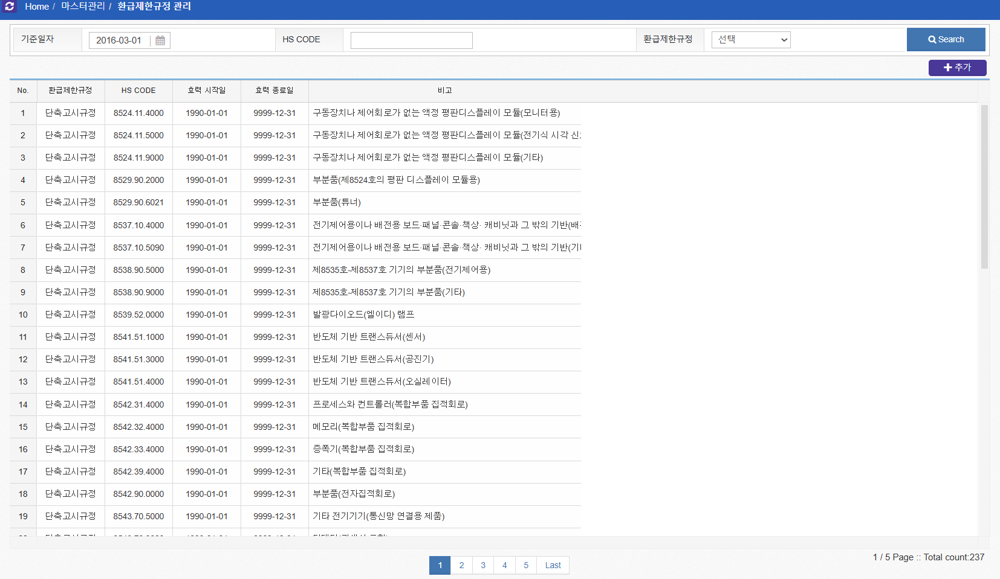 Home / 마스터관리 / 환급제한규정 관리
기준일자 2016-03-01 HS CODE 환급제한규정 선택 Search
추가
No. 환급제한규정 HS CODE 효력 시작일 효력 종료일 비고
1 단축고시규정 8524.11.4000 1990-01-01 9999-12-31 구동장치나 제어회로가 없는 액정 평판디스플레이 모듈(모니터용)
2 단축고시규정 8524.11.5000 1990-01-01 9999-12-31 구동장치나 제어회로가 없는 액정 평판디스플레이 모듈(전기식 시각
3 단축고시규정 8524.11.9000 1990-01-01 9999-12-31 구동장치나 제어회로가 없는 액정 평판디스플레이 모듈(기타)
4 단축고시규정 8529.90.2000 1990-01-01 9999-12-31 부분품(제8524호의 평판 디스플레이 모듈용)
5 단축고시규정 8529.90.6021 1990-01-01 9999-12-31 부분품(튜너)
6 단축고시규정 8537.10.4000 1990-01-01 9999-12-31 전기제어용이나 배전용 보드·패널·콘솔·책상· 캐비닛과 그 밖의
7 단축고시규정 8537.10.5090 1990-01-01 9999-12-31 전기제어용이나 배전용 보드·패널·콘솔·책상· 캐비닛과 그 밖의
8 단축고시규정 8538.90.5000 1990-01-01 9999-12-31 제8535호-제8537호 기기의 부분품(전기제어용)
9 단축고시규정 8538.90.9000 1990-01-01 9999-12-31 제8535호-제8537호 기기의 부분품(기타)
10 단축고시규정 8539.52.0000 1990-01-01 9999-12-31 발광다이오드(엘이디) 램프
11 단축고시규정 8541.51.1000 1990-01-01 9999-12-31 반도체 기반 트랜스듀서(센서)
12 단축고시규정 8541.51.3000 1990-01-01 9999-12-31 반도체 기반 트랜스듀서(공진기)
13 단축고시규정 8541.51.4000 1990-01-01 9999-12-31 반도체 기반 트랜스듀서(오실레이터)
14 단축고시규정 8542.31.4000 1990-01-01 9999-12-31 프로세스와 컨트롤러(복합부품 집적회로)
15 단축고시규정 8542.32.4000 1990-01-01 9999-12-31 메모리(복합부품 집적회로)
16 단축고시규정 8542.33.4000 1990-01-01 9999-12-31 증폭기(복합부품 집적회로)
17 단축고시규정 8542.39.4000 1990-01-01 9999-12-31 기타(복합부품 집적회로)
18 단축고시규정 8542.90.0000 1990-01-01 9999-12-31 부분품(전자집적회로)
19 단축고시규정 8543.70.5000 1990-01-01 9999-12-31 기타 전기기기(통신망 연결용 제품)
1 / 5 Page :: Total count:237
1 2 3 4 5 Last